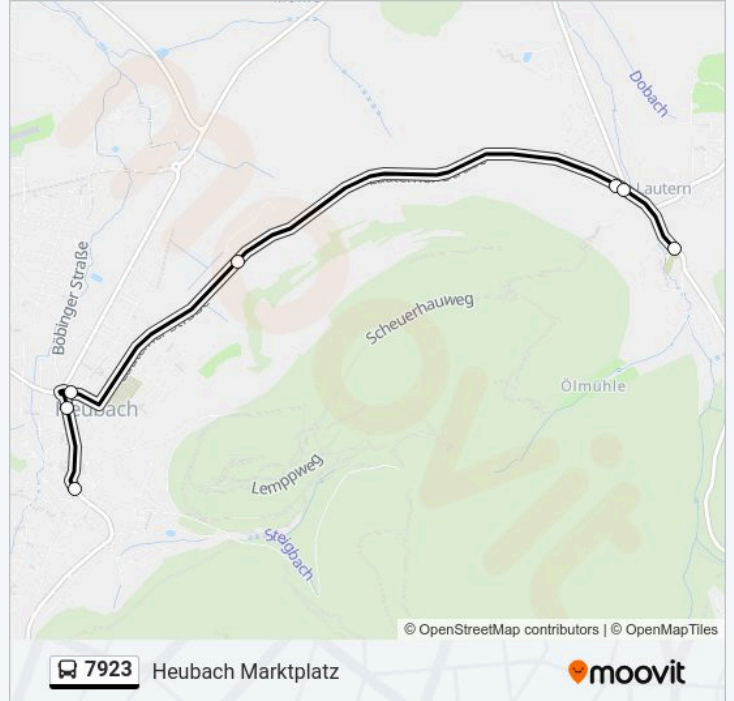 Dobach
Lautern
Böbinger Straße
Scheuerhauweg
Ölmühle
Heubach
Lemppweg
Steigbach
© OpenStreetMap contributors | © OpenMapTiles
7923 Heubach Marktplatz
moovit